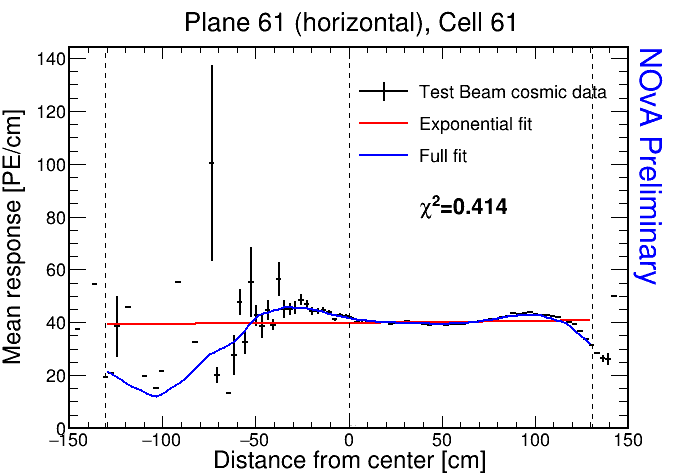 Plane 61 (horizontal), Cell 61
Mean response [PE/cm]
140
120
100
80
60
40
20
0
Test Beam cosmic data
Exponential fit
Full fit
χ²=0.414
NOvA Preliminary
−150 −100 −50 0 50 100 150
Distance from center [cm]